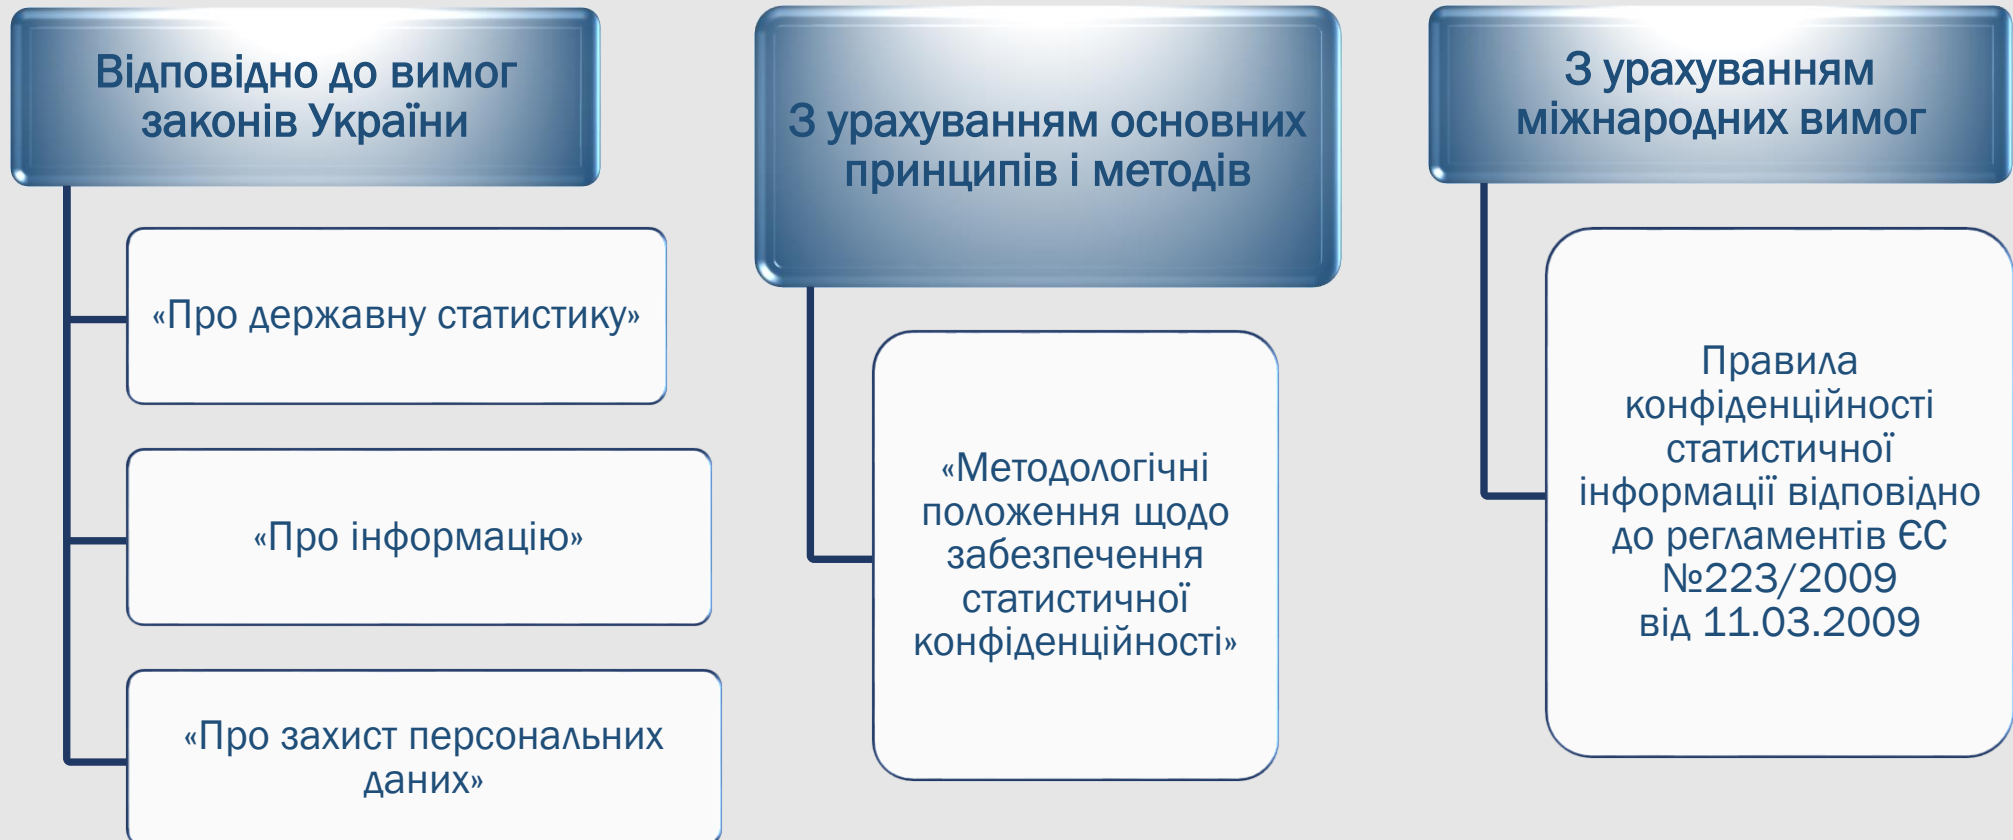 Відповідно до вимог
законів України
«Про державну статистику»
«Про інформацію»
«Про захист персональних
даних»
З урахуванням основних
принципів і методів
«Методологічні
положення щодо
забезпечення
статистичної
конфіденційності»
З урахуванням
міжнародних вимог
Правила
конфіденційності
статистичної
інформації відповідно
до регламентів ЄС
№223/2009
від 11.03.2009